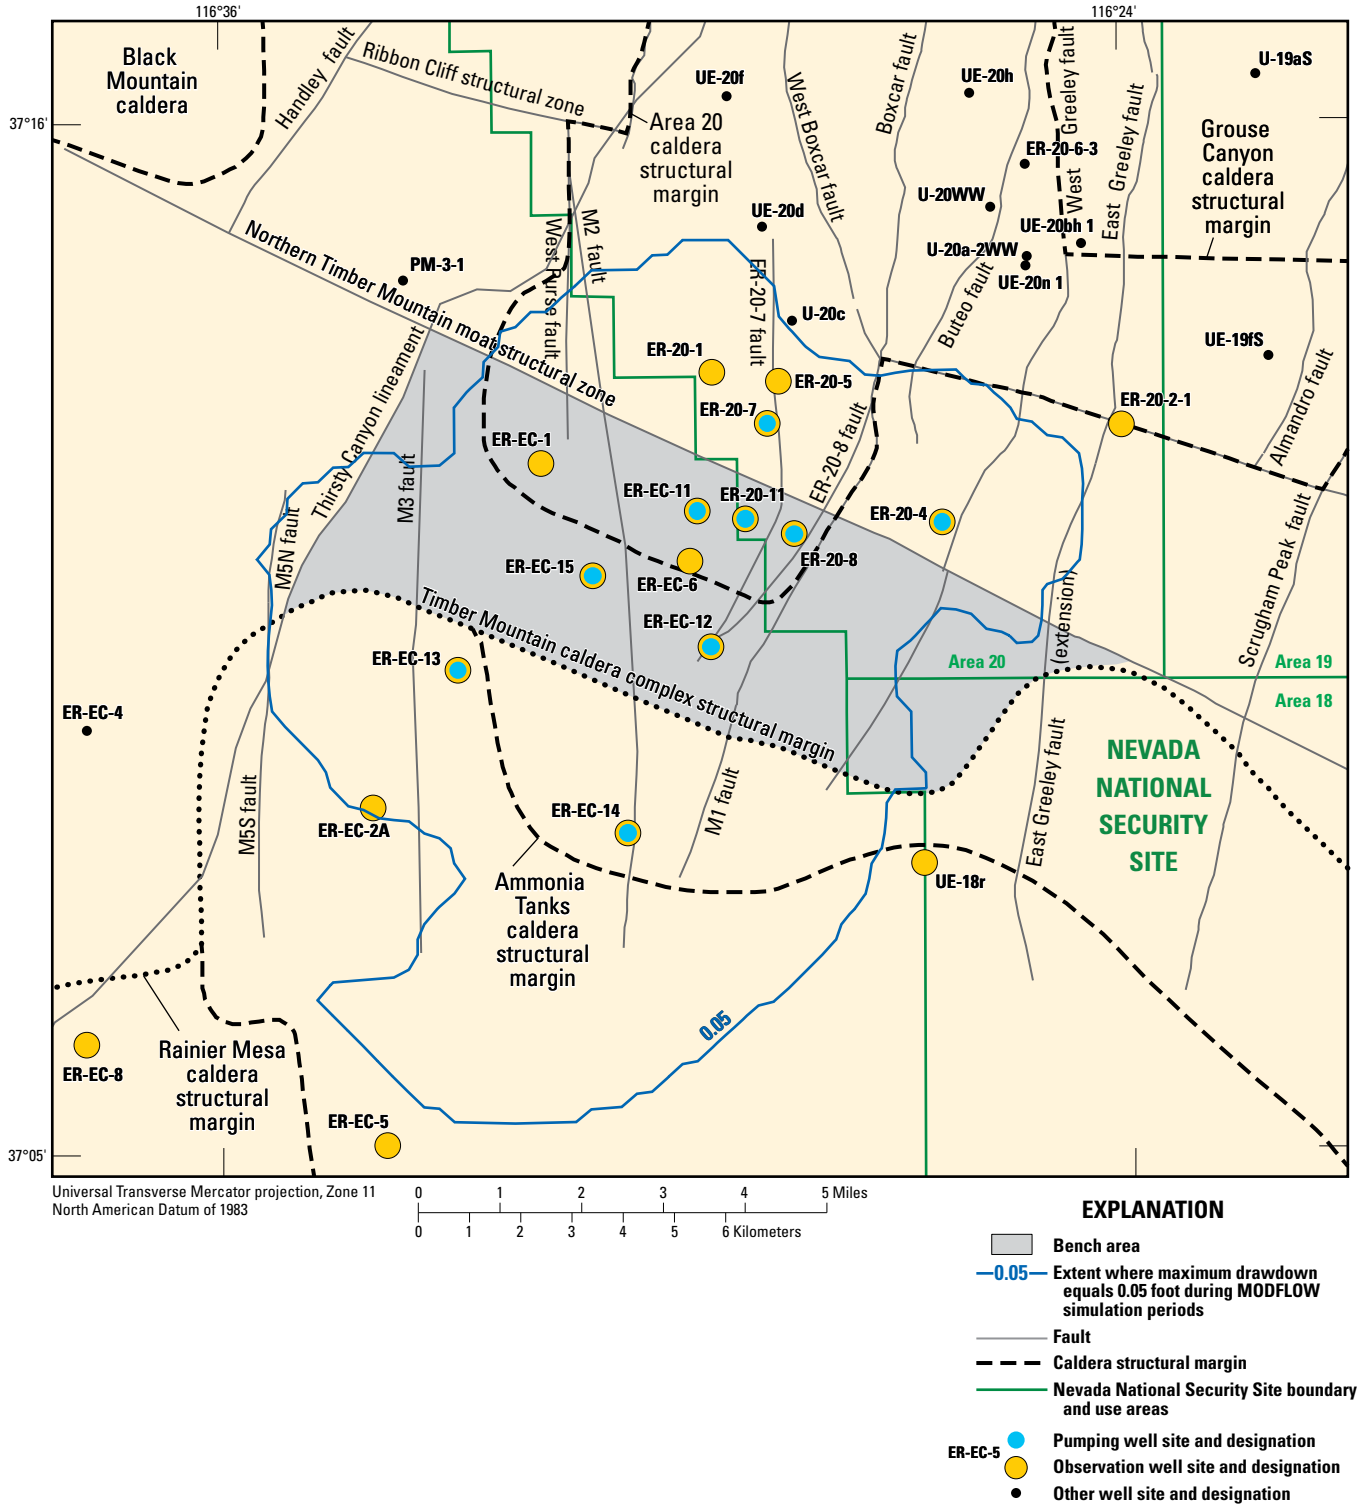 116°36'
116°24'
37°16'
37°05'
Black
Mountain
caldera
Handley fault
Ribbon Cliff structural zone
UE-20f
Area 20
caldera
structural
margin
West Boxcar fault
Boxcar fault
UE-20h
West Greeley fault
East Greeley fault
U-19aS
Grouse
Canyon
caldera
structural
margin
ER-20-6-3
U-20WW
UE-20bh 1
U-20a-2WW
UE-20n 1
UE-20d
Northern Timber Mountain moat structural zone
PM-3-1
West Purse fault
M2 fault
ER-20-7 fault
U-20c
Buteo fault
UE-19fS
Almandro fault
Thirsty Canyon lineament
ER-20-1
ER-20-5
ER-20-7
ER-20-2-1
ER-EC-1
M3 fault
ER-20-8 fault
ER-EC-11
ER-20-11
ER-20-4
M5N fault
Scrugham Peak fault
ER-EC-15
ER-EC-6
ER-20-8
Timber Mountain caldera complex structural margin
ER-EC-12
(extension)
ER-EC-13
Area 20
Area 19
Area 18
ER-EC-4
NEVADA
NATIONAL
SECURITY
SITE
M5S fault
ER-EC-2A
ER-EC-14
M1 fault
East Greeley fault
UE-18r
Ammonia
Tanks
caldera
structural
margin
0.05
Rainier Mesa
caldera
structural
margin
ER-EC-8
ER-EC-5
Universal Transverse Mercator projection, Zone 11
North American Datum of 1983
0 1 2 3 4 5 Miles
0 1 2 3 4 5 6 Kilometers
EXPLANATION
Bench area
0.05 Extent where maximum drawdown
equals 0.05 foot during MODFLOW
simulation periods
Fault
Caldera structural margin
Nevada National Security Site boundary
and use areas
ER-EC-5
Pumping well site and designation
Observation well site and designation
Other well site and designation